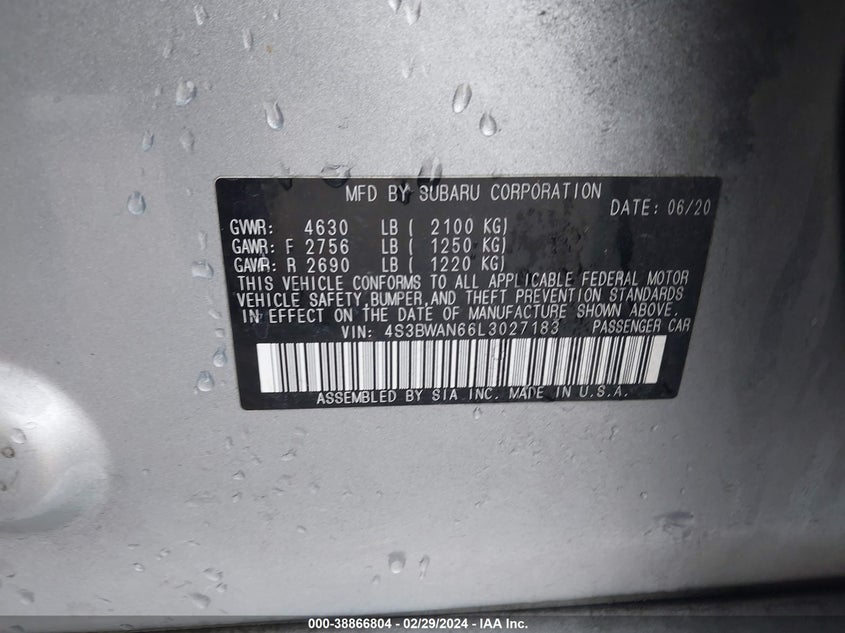 MFD BY SUBARU CORPORATION
DATE: 06/20
GVWR: 4630 LB ( 2100 KG)
GAWR: F 2756 LB ( 1250 KG)
GAWR: R 2690 LB ( 1220 KG)
THIS VEHICLE CONFORMS TO ALL APPLICABLE FEDERAL MOTOR
VEHICLE SAFETY,BUMPER,AND THEFT PREVENTION STANDARDS
IN EFFECT ON THE DATE OF MANUFACTURE SHOWN ABOVE.
VIN: 4S3BWAN66L3027183 PASSENGER CAR
ASSEMBLED BY SIA INC. MADE IN U.S.A.
000-38866804 - 02/29/2024 - IAA Inc.